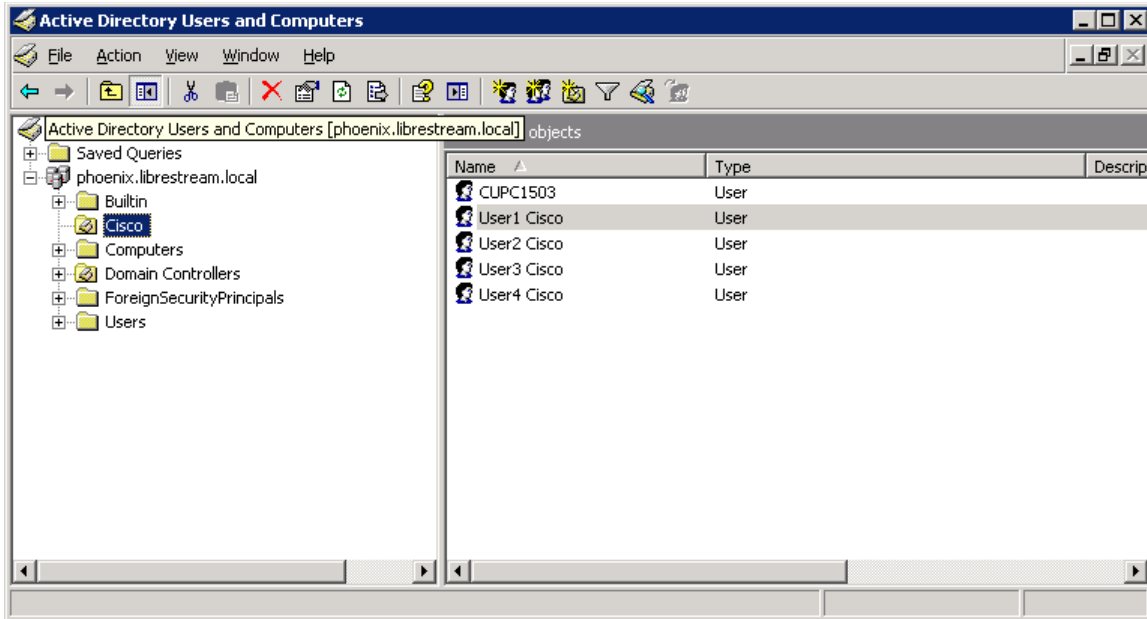 Active Directory Users and Computers
File Action View Window Help
Active Directory Users and Computers [phoenix.librestream.local] objects
Saved Queries
phoenix.librestream.local
Builtin
Cisco
Computers
Domain Controllers
ForeignSecurityPrincipals
Users
Name Type Descrip
CUPC1503 User
User1 Cisco User
User2 Cisco User
User3 Cisco User
User4 Cisco User